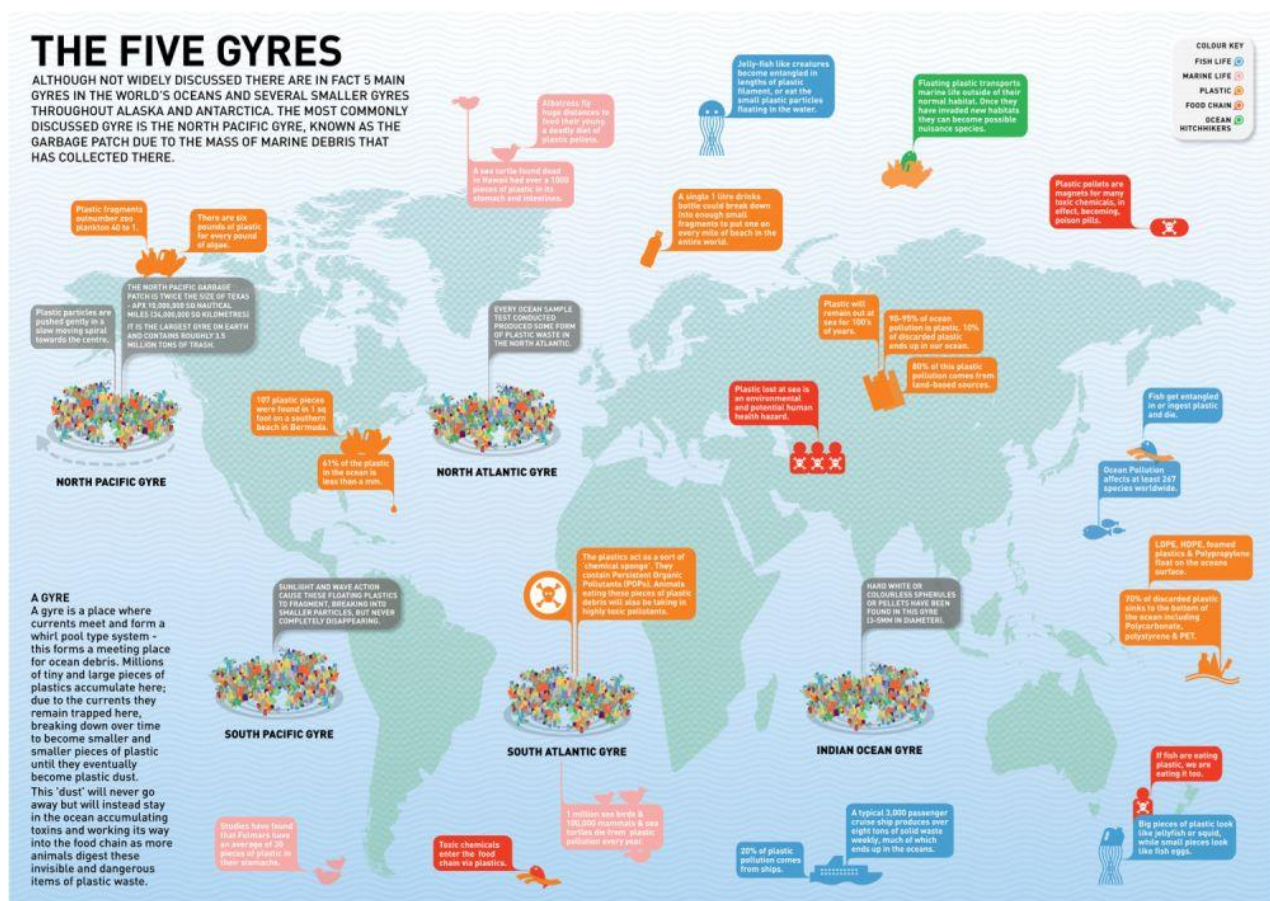 THE FIVE GYRES
ALTHOUGH NOT WIDELY DISCUSSED THERE ARE IN FACT 5 MAIN
GYRES IN THE WORLD'S OCEANS AND SEVERAL SMALLER GYRES
THROUGHOUT ALASKA AND ANTARCTICA. THE MOST COMMONLY
DISCUSSED GYRE IS THE NORTH PACIFIC GYRE, KNOWN AS THE
GARBAGE PATCH DUE TO THE MASS OF MARINE DEBRIS THAT
HAS COLLECTED THERE.
COLOUR KEY
FISH LIFE
MARINE LIFE
PLASTIC
FOOD CHAIN
OCEAN
HITCHHIKERS
Albatross fly
huge distances to
feed their young
a deadly diet of
plastic pellets.
A sea turtle found dead
in Hawaii had over a 1000
pieces of plastic in its
stomach and intestines.
Jelly-fish like creatures
become entangled in
lengths of plastic
filament, or eat the
small plastic particles
floating in the water.
Floating plastic transports
marine life outside of their
normal habitat. Once they
have invaded new habitats
they can become possible
nuisance species.
Plastic pellets are
magnets for many
toxic chemicals, in
effect, becoming,
poison pills.
Plastic fragments
outnumber zoo
plankton 40 to 1.
There are six
pounds of plastic
for every pound
of algae.
A single 1 litre drinks
bottle could break down
into enough small
fragments to put one on
every mile of beach in the
entire world.
Plastic particles are
pushed gently in a
slow moving spiral
towards the centre.
THE NORTH PACIFIC GARBAGE
PATCH IS TWICE THE SIZE OF TEXAS
- APX 10,000,000 SQ NAUTICAL
MILES (34,000,000 SQ KILOMETRES)
IT IS THE LARGEST GYRE ON EARTH
AND CONTAINS ROUGHLY 3.5
MILLION TONS OF TRASH.
EVERY OCEAN SAMPLE
TEST CONDUCTED
PRODUCED SOME FORM
OF PLASTIC WASTE IN
THE NORTH ATLANTIC.
Plastic will
remain out at
sea for 100's
of years.
90-95% of ocean
pollution is plastic. 10%
of discarded plastic
ends up in our ocean.
80% of this plastic
pollution comes from
land-based sources.
107 plastic pieces
were found in 1 sq
foot on a southern
beach in Bermuda.
61% of the plastic
in the ocean is
less than a mm.
Plastic lost at sea is
an environmental
and potential human
health hazard.
Fish get entangled
in or ingest plastic
and die.
Ocean Pollution
affects at least 267
species worldwide.
NORTH PACIFIC GYRE
NORTH ATLANTIC GYRE
LDPE, HDPE, foamed
plastics & Polypropylene
float on the oceans
surface.
70% of discarded plastic
sinks to the bottom of
the ocean including
Polycarbonate,
polystyrene & PET.
A GYRE
A gyre is a place where
currents meet and form a
whirl pool type system -
this forms a meeting place
for ocean debris. Millions
of tiny and large pieces of
plastics accumulate here;
due to the currents they
remain trapped here,
breaking down over time
to become smaller and
smaller pieces of plastic
until they eventually
become plastic dust.
This 'dust' will never go
away but will instead stay
in the ocean accumulating
toxins and working its way
into the food chain as more
animals digest these
invisible and dangerous
items of plastic waste.
SUNLIGHT AND WAVE ACTION
CAUSE THESE FLOATING PLASTICS
TO FRAGMENT, BREAKING INTO
SMALLER PARTICLES, BUT NEVER
COMPLETELY DISAPPEARING.
The plastics act as a sort of
'chemical sponge'. They
contain Persistent Organic
Pollutants (POPs). Animals
eating these pieces of plastic
debris will also be taking in
highly toxic pollutants.
HARD WHITE OR
COLOURLESS SPHERULES
OR PELLETS HAVE BEEN
FOUND IN THIS GYRE
(3-5MM IN DIAMETER).
SOUTH PACIFIC GYRE
SOUTH ATLANTIC GYRE
INDIAN OCEAN GYRE
If fish are eating
plastic, we are
eating it too.
Big pieces of plastic look
like jellyfish or squid,
while small pieces look
like fish eggs.
Studies have found
that Fulmars have
an average of 30
pieces of plastic in
their stomachs.
Toxic chemicals
enter the food
chain via plastics.
1 million sea birds &
100,000 mammals & sea
turtles die from plastic
pollution every year.
20% of plastic
pollution comes
from ships.
A typical 3,000 passenger
cruise ship produces over
eight tons of solid waste
weekly, much of which
ends up in the oceans.